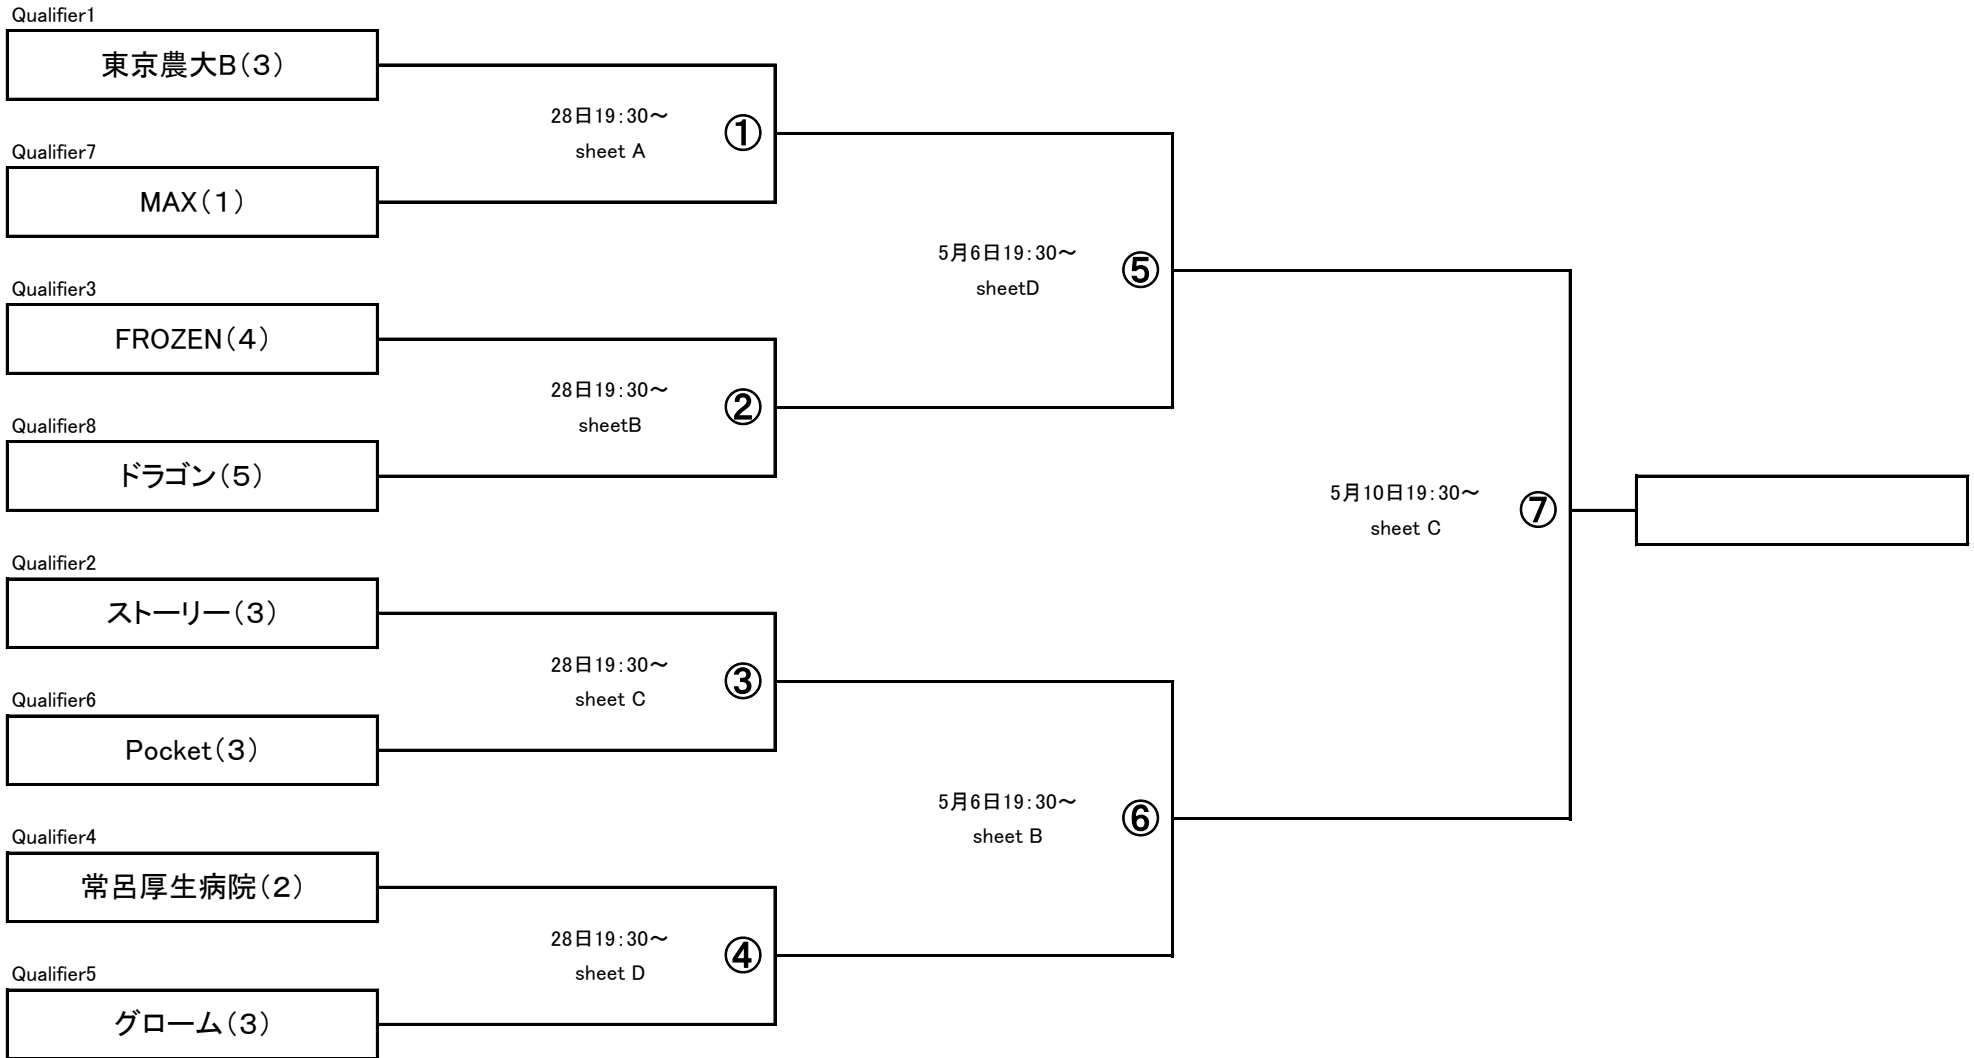 Qualifier1
東京農大B（3）
28日19:30～
sheet A
①
Qualifier7
MAX（1）
Qualifier3
FROZEN（4）
28日19:30～
sheetB
②
Qualifier8
ドラゴン（5）
5月6日19:30～
sheetD
⑤
Qualifier2
ストーリー（3）
28日19:30～
sheet C
③
Qualifier6
Pocket（3）
Qualifier4
常呂厚生病院（2）
28日19:30～
sheet D
④
Qualifier5
グローム（3）
5月6日19:30～
sheet B
⑥
5月10日19:30～
sheet C
⑦